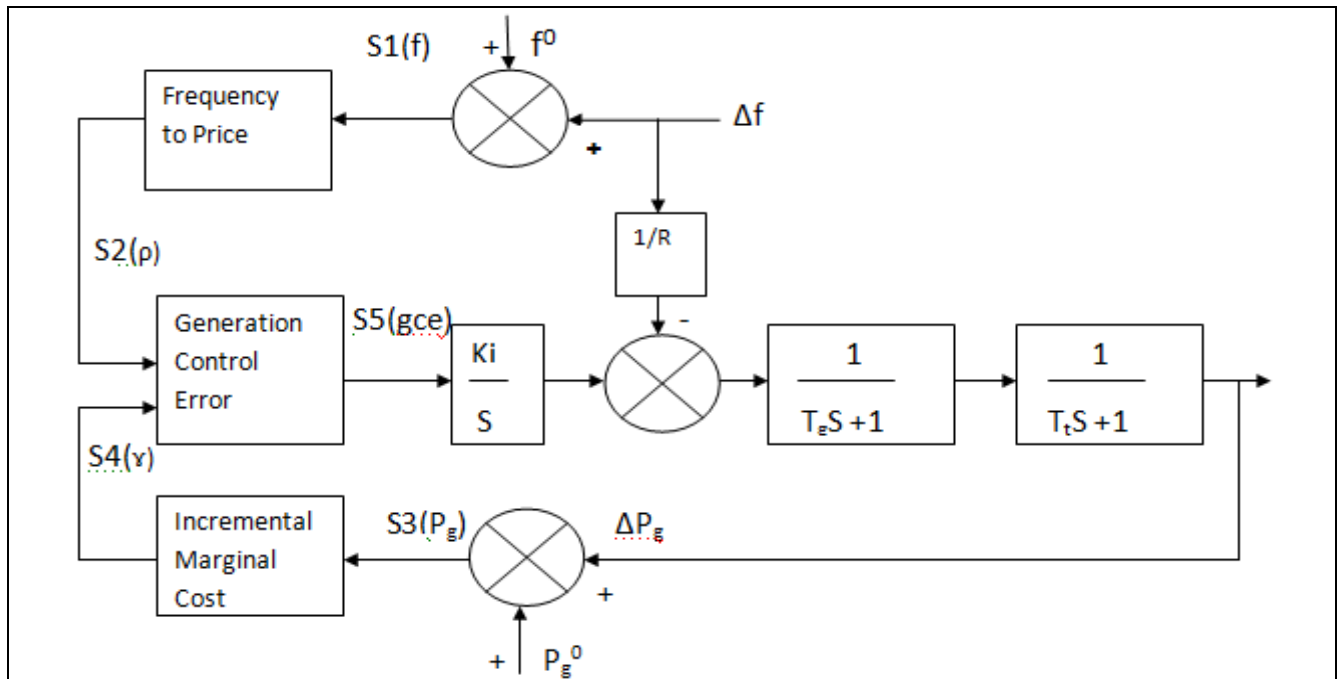 S1(f)
+
f⁰
Frequency
to Price
Δf
+
1/R
S2(ρ)
-
Generation
Control
Error
S5(gce)
Ki
S
1
TgS +1
1
TtS +1
S4(ɤ)
Incremental
Marginal
Cost
S3(Pg)
ΔPg
+
+
Pg⁰